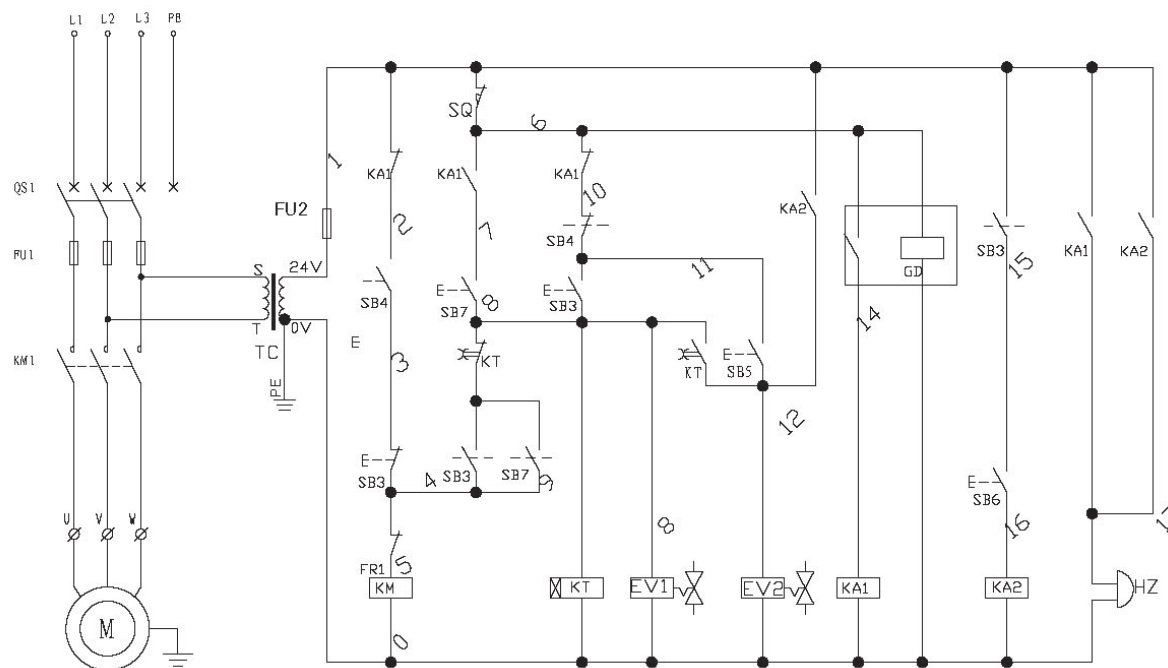 L1 L2 L3 PB
SQ
6
1
KA1 KA1 KA1
QS1
10
FU2
2
KA2
7
SB4
SB3
KA1
KA2
FU1
S
24V
11
15
GD
SB4
E
SB7
8
E
SB3
14
T
0V
TC
E
3
KT
KT
E
SB5
KM1
PE
12
E
SB3
4
SB3
SB7
9
E
SB6
16
17
U V W
8
FR1
5
KM
KT
EV1
EV2
KA1
KA2
HZ
M
0